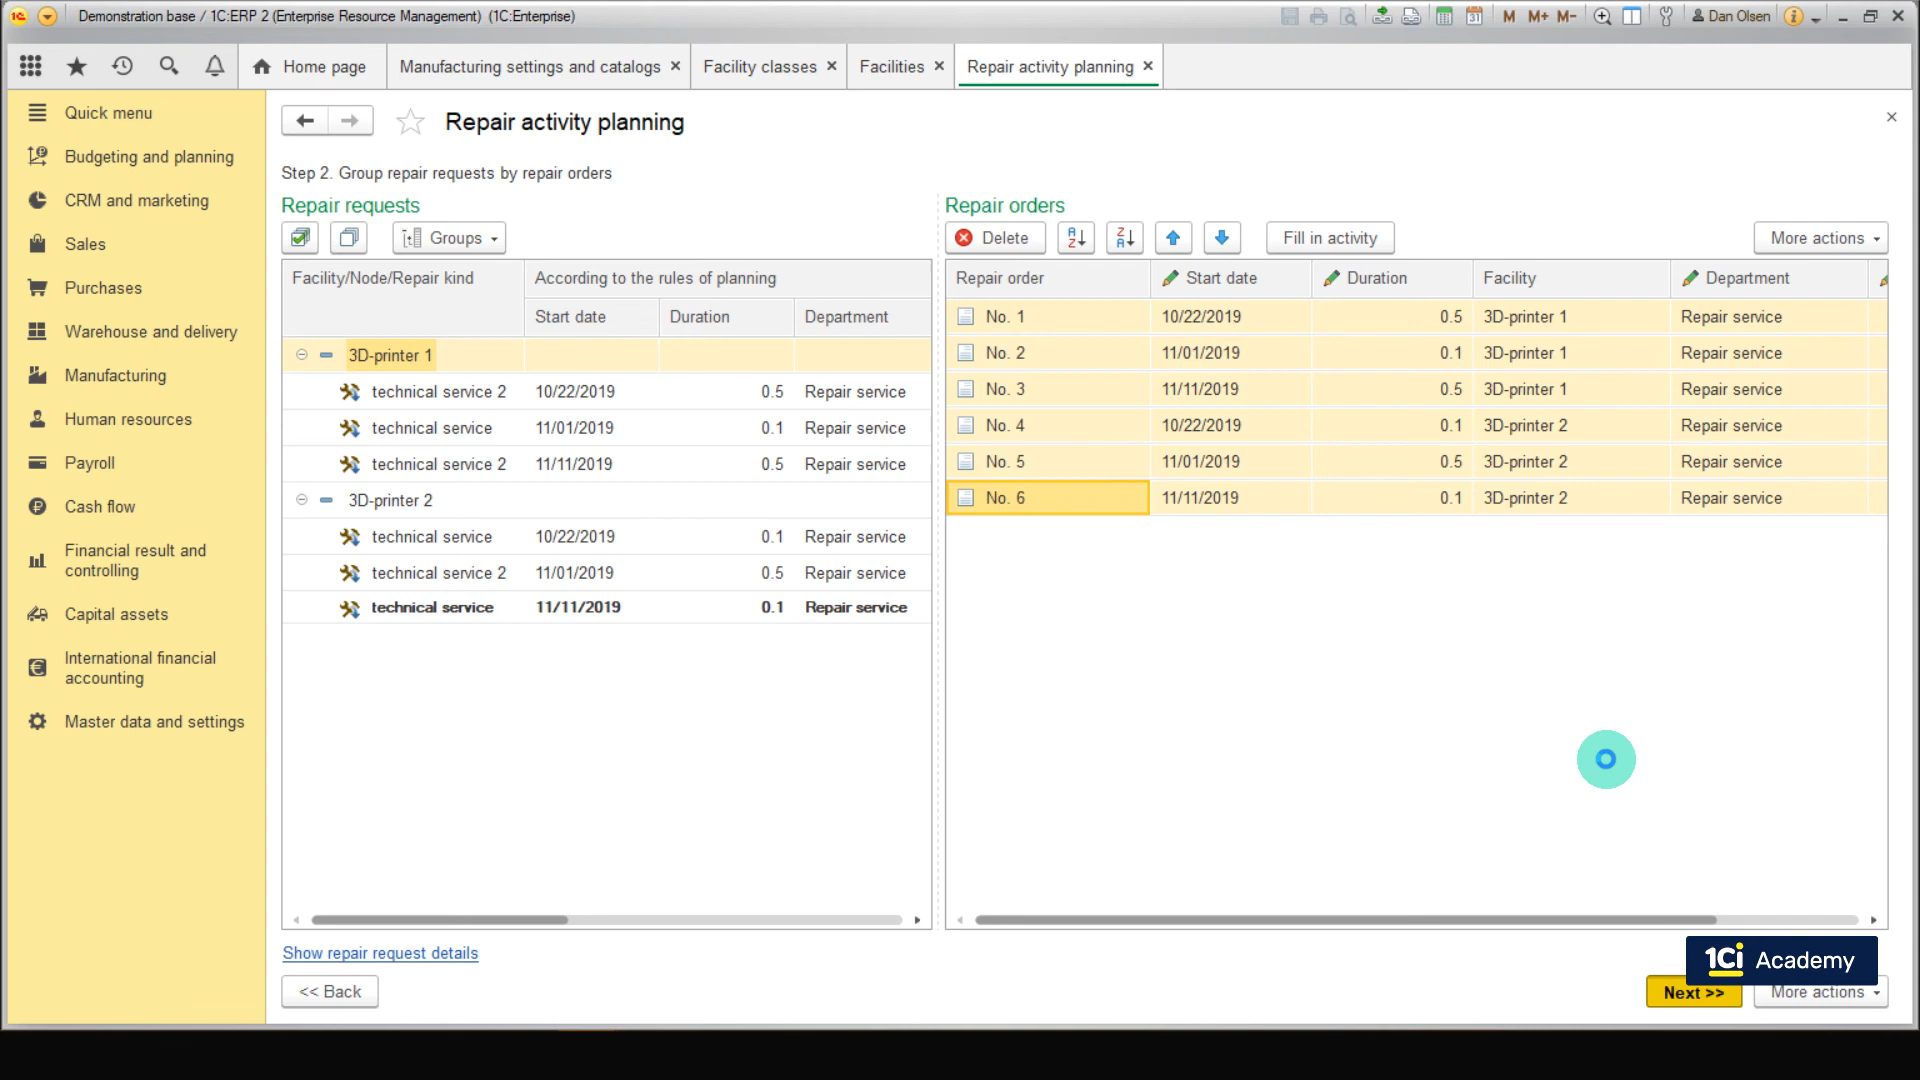 Demonstration base / 1C:ERP 2 (Enterprise Resource Management) (1C:Enterprise)
M M+ M- Dan Olsen
Home page Manufacturing settings and catalogs Facility classes Facilities Repair activity planning
Quick menu
Budgeting and planning
CRM and marketing
Sales
Purchases
Warehouse and delivery
Manufacturing
Human resources
Payroll
Cash flow
Financial result and
controlling
Capital assets
International financial
accounting
Master data and settings
Repair activity planning
Step 2. Group repair requests by repair orders
Repair requests
Groups
Facility/Node/Repair kind According to the rules of planning
Start date Duration Department
3D-printer 1
technical service 2 10/22/2019 0.5 Repair service
technical service 11/01/2019 0.1 Repair service
technical service 2 11/11/2019 0.5 Repair service
3D-printer 2
technical service 10/22/2019 0.1 Repair service
technical service 2 11/01/2019 0.5 Repair service
technical service 11/11/2019 0.1 Repair service
Show repair request details
<< Back
Repair orders
Delete Fill in activity More actions
Repair order Start date Duration Facility Department
No. 1 10/22/2019 0.5 3D-printer 1 Repair service
No. 2 11/01/2019 0.1 3D-printer 1 Repair service
No. 3 11/11/2019 0.5 3D-printer 1 Repair service
No. 4 10/22/2019 0.1 3D-printer 2 Repair service
No. 5 11/01/2019 0.5 3D-printer 2 Repair service
No. 6 11/11/2019 0.1 3D-printer 2 Repair service
1Ci Academy
Next >> More actions